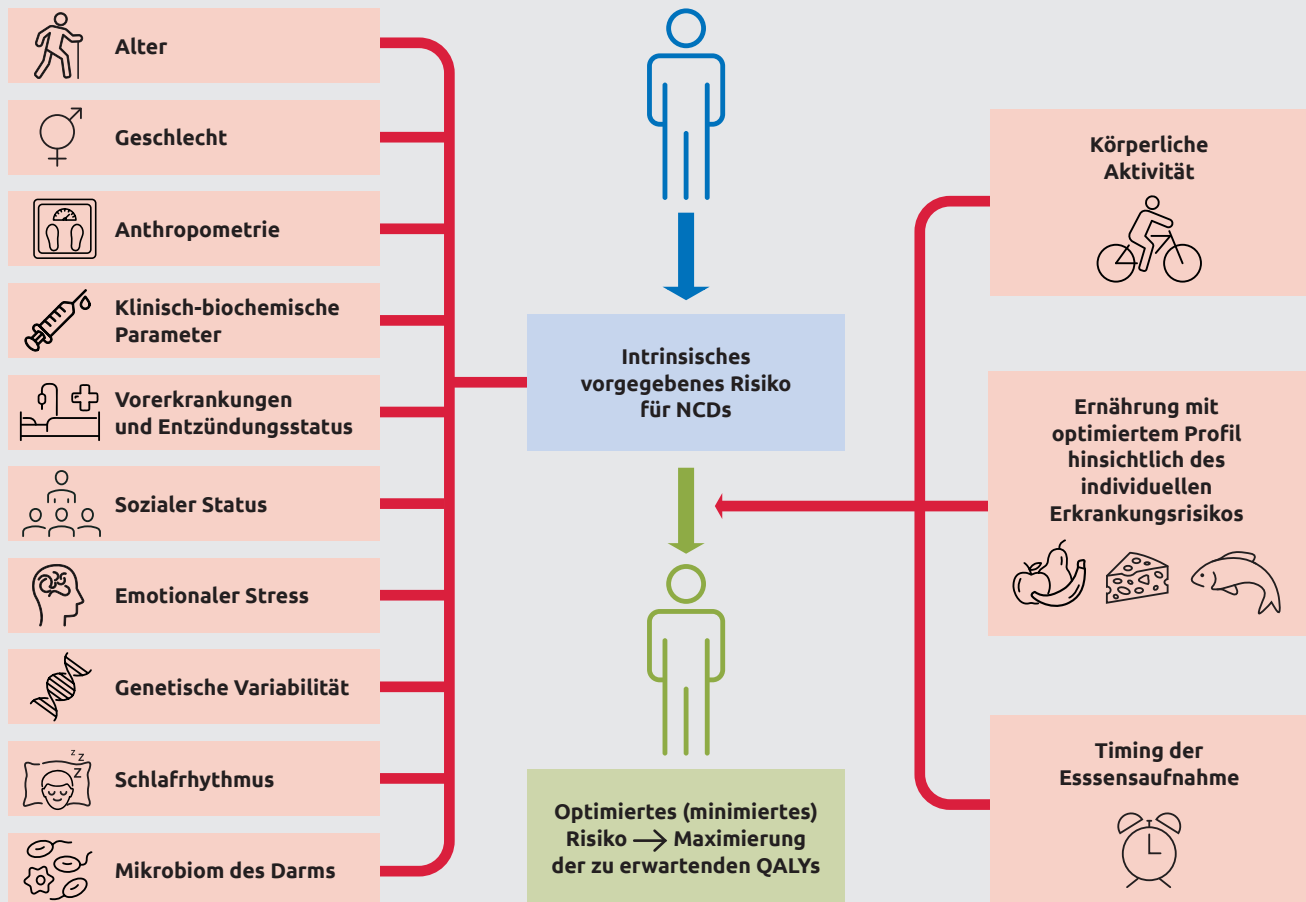 Alter
Geschlecht
Anthropometrie
Klinisch-biochemische
Parameter
Vorerkrankungen
und Entzündungsstatus
Sozialer Status
Emotionaler Stress
Genetische Variabilität
z z
z
Schlafrhythmus
Mikrobiom des Darms
Intrinsisches
vorgegebenes Risiko
für NCDs
Optimiertes (minimiertes)
Risiko → Maximierung
der zu erwartenden QALYs
Körperliche
Aktivität
Ernährung mit
optimiertem Profil
hinsichtlich des
individuellen
Erkrankungsrisikos
Timing der
Esssensaufnahme